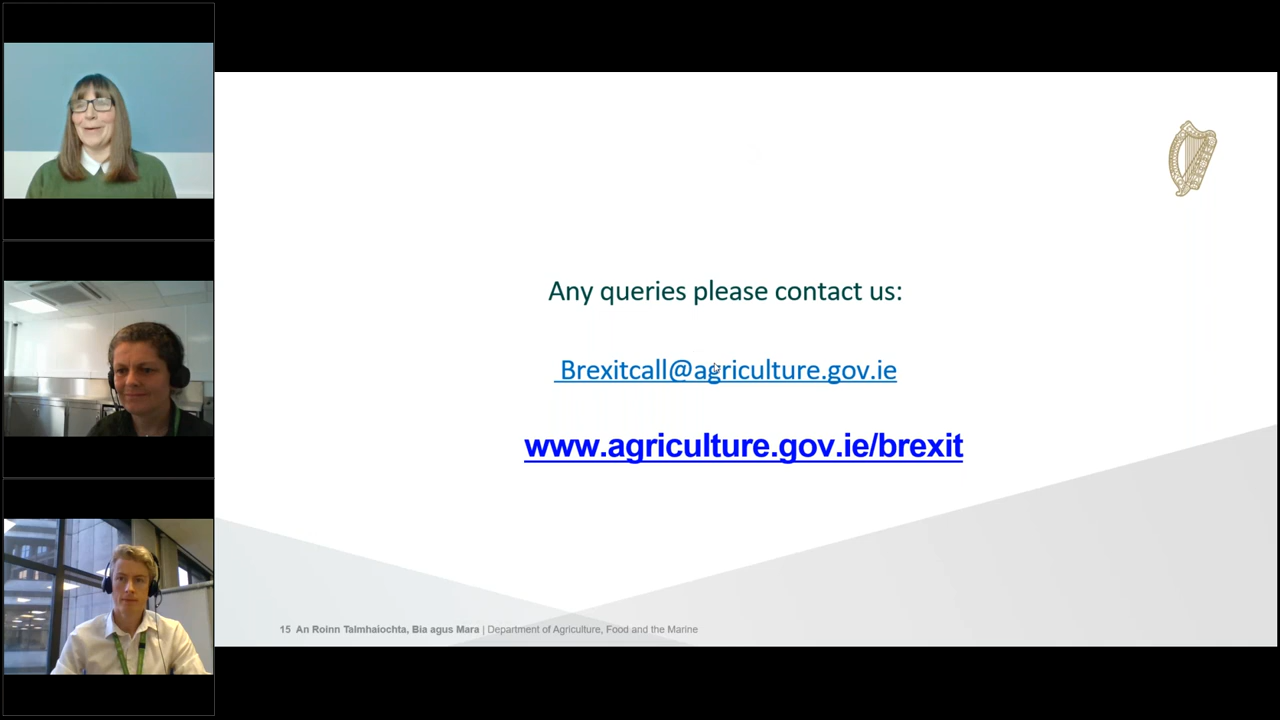 Any queries please contact us:
Brexitcall@agriculture.gov.ie
www.agriculture.gov.ie/brexit
15 An Roinn Talmhaíochta, Bia agus Mara | Department of Agriculture, Food and the Marine